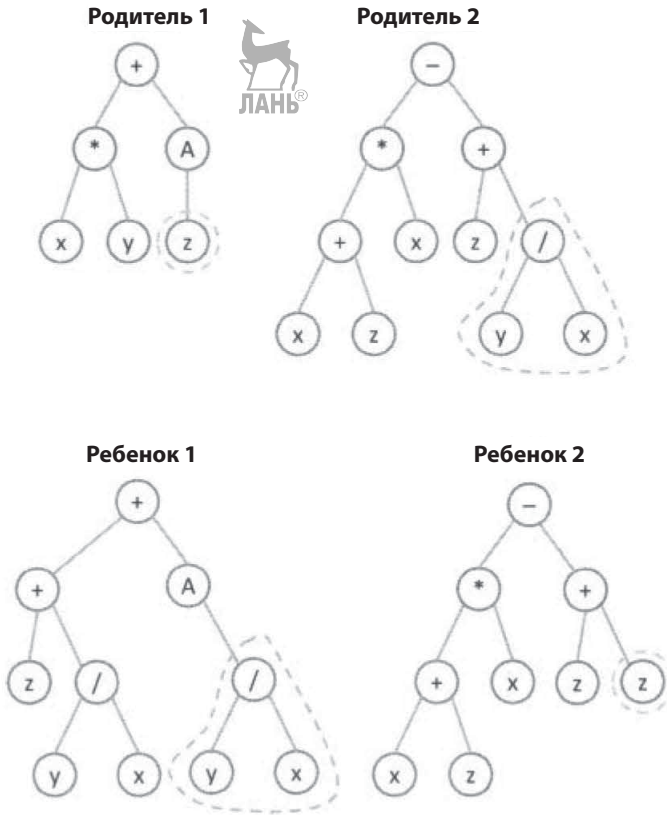 Родитель 1 Родитель 2
ЛАНЬ®
+ −
* A * +
x y z + x z /
x z y x
Ребенок 1 Ребенок 2
+ −
+ A * +
z / / + x z z
y x y x x z